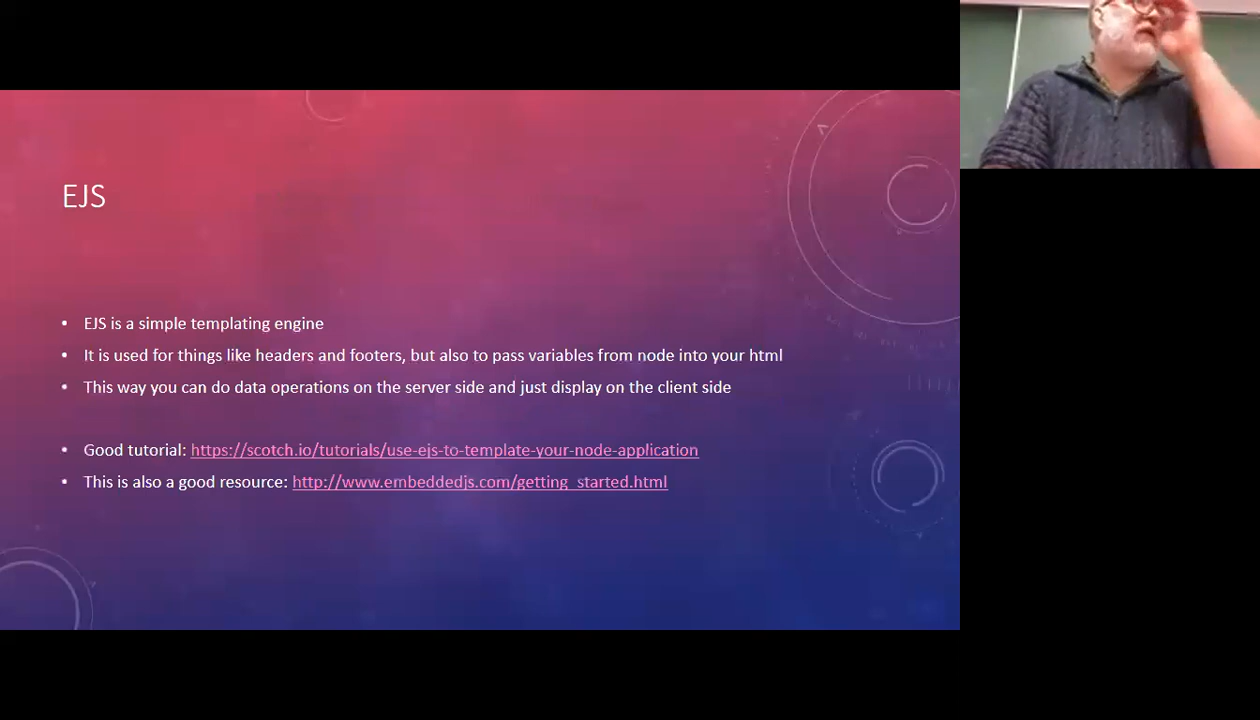 EJS
• EJS is a simple templating engine
• It is used for things like headers and footers, but also to pass variables from node into your html
• This way you can do data operations on the server side and just display on the client side
• Good tutorial: https://scotch.io/tutorials/use-ejs-to-template-your-node-application
• This is also a good resource: http://www.embeddedjs.com/getting_started.html